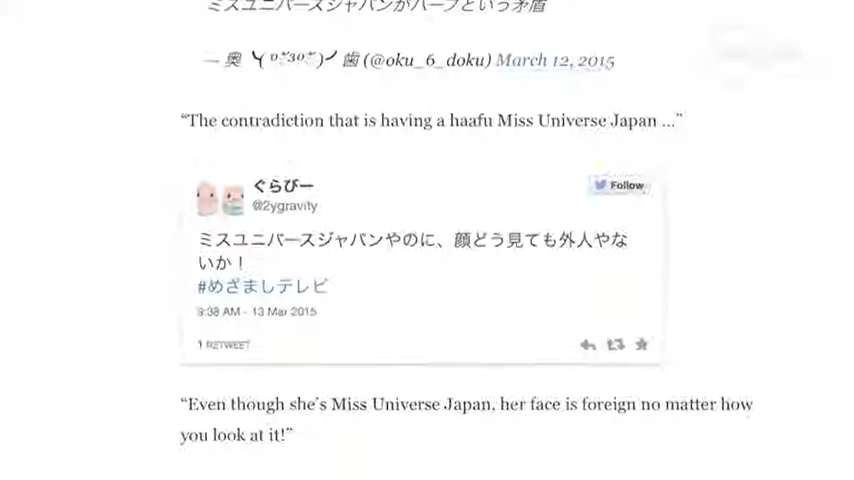 ミスユニバースジャパンがハーフという矛盾
— 奥 ╰( º˘³º˘)╯ 歯 (@oku_6_doku) March 12, 2015
“The contradiction that is having a haafu Miss Universe Japan ...”
ぐらびー
Follow
@2ygravity
ミスユニバースジャパンやのに、顔どう見ても外人やな
いか！
#めざましテレビ
9:38 AM - 13 Mar 2015
1 RETWEET
“Even though she’s Miss Universe Japan, her face is foreign no matter how
you look at it!”